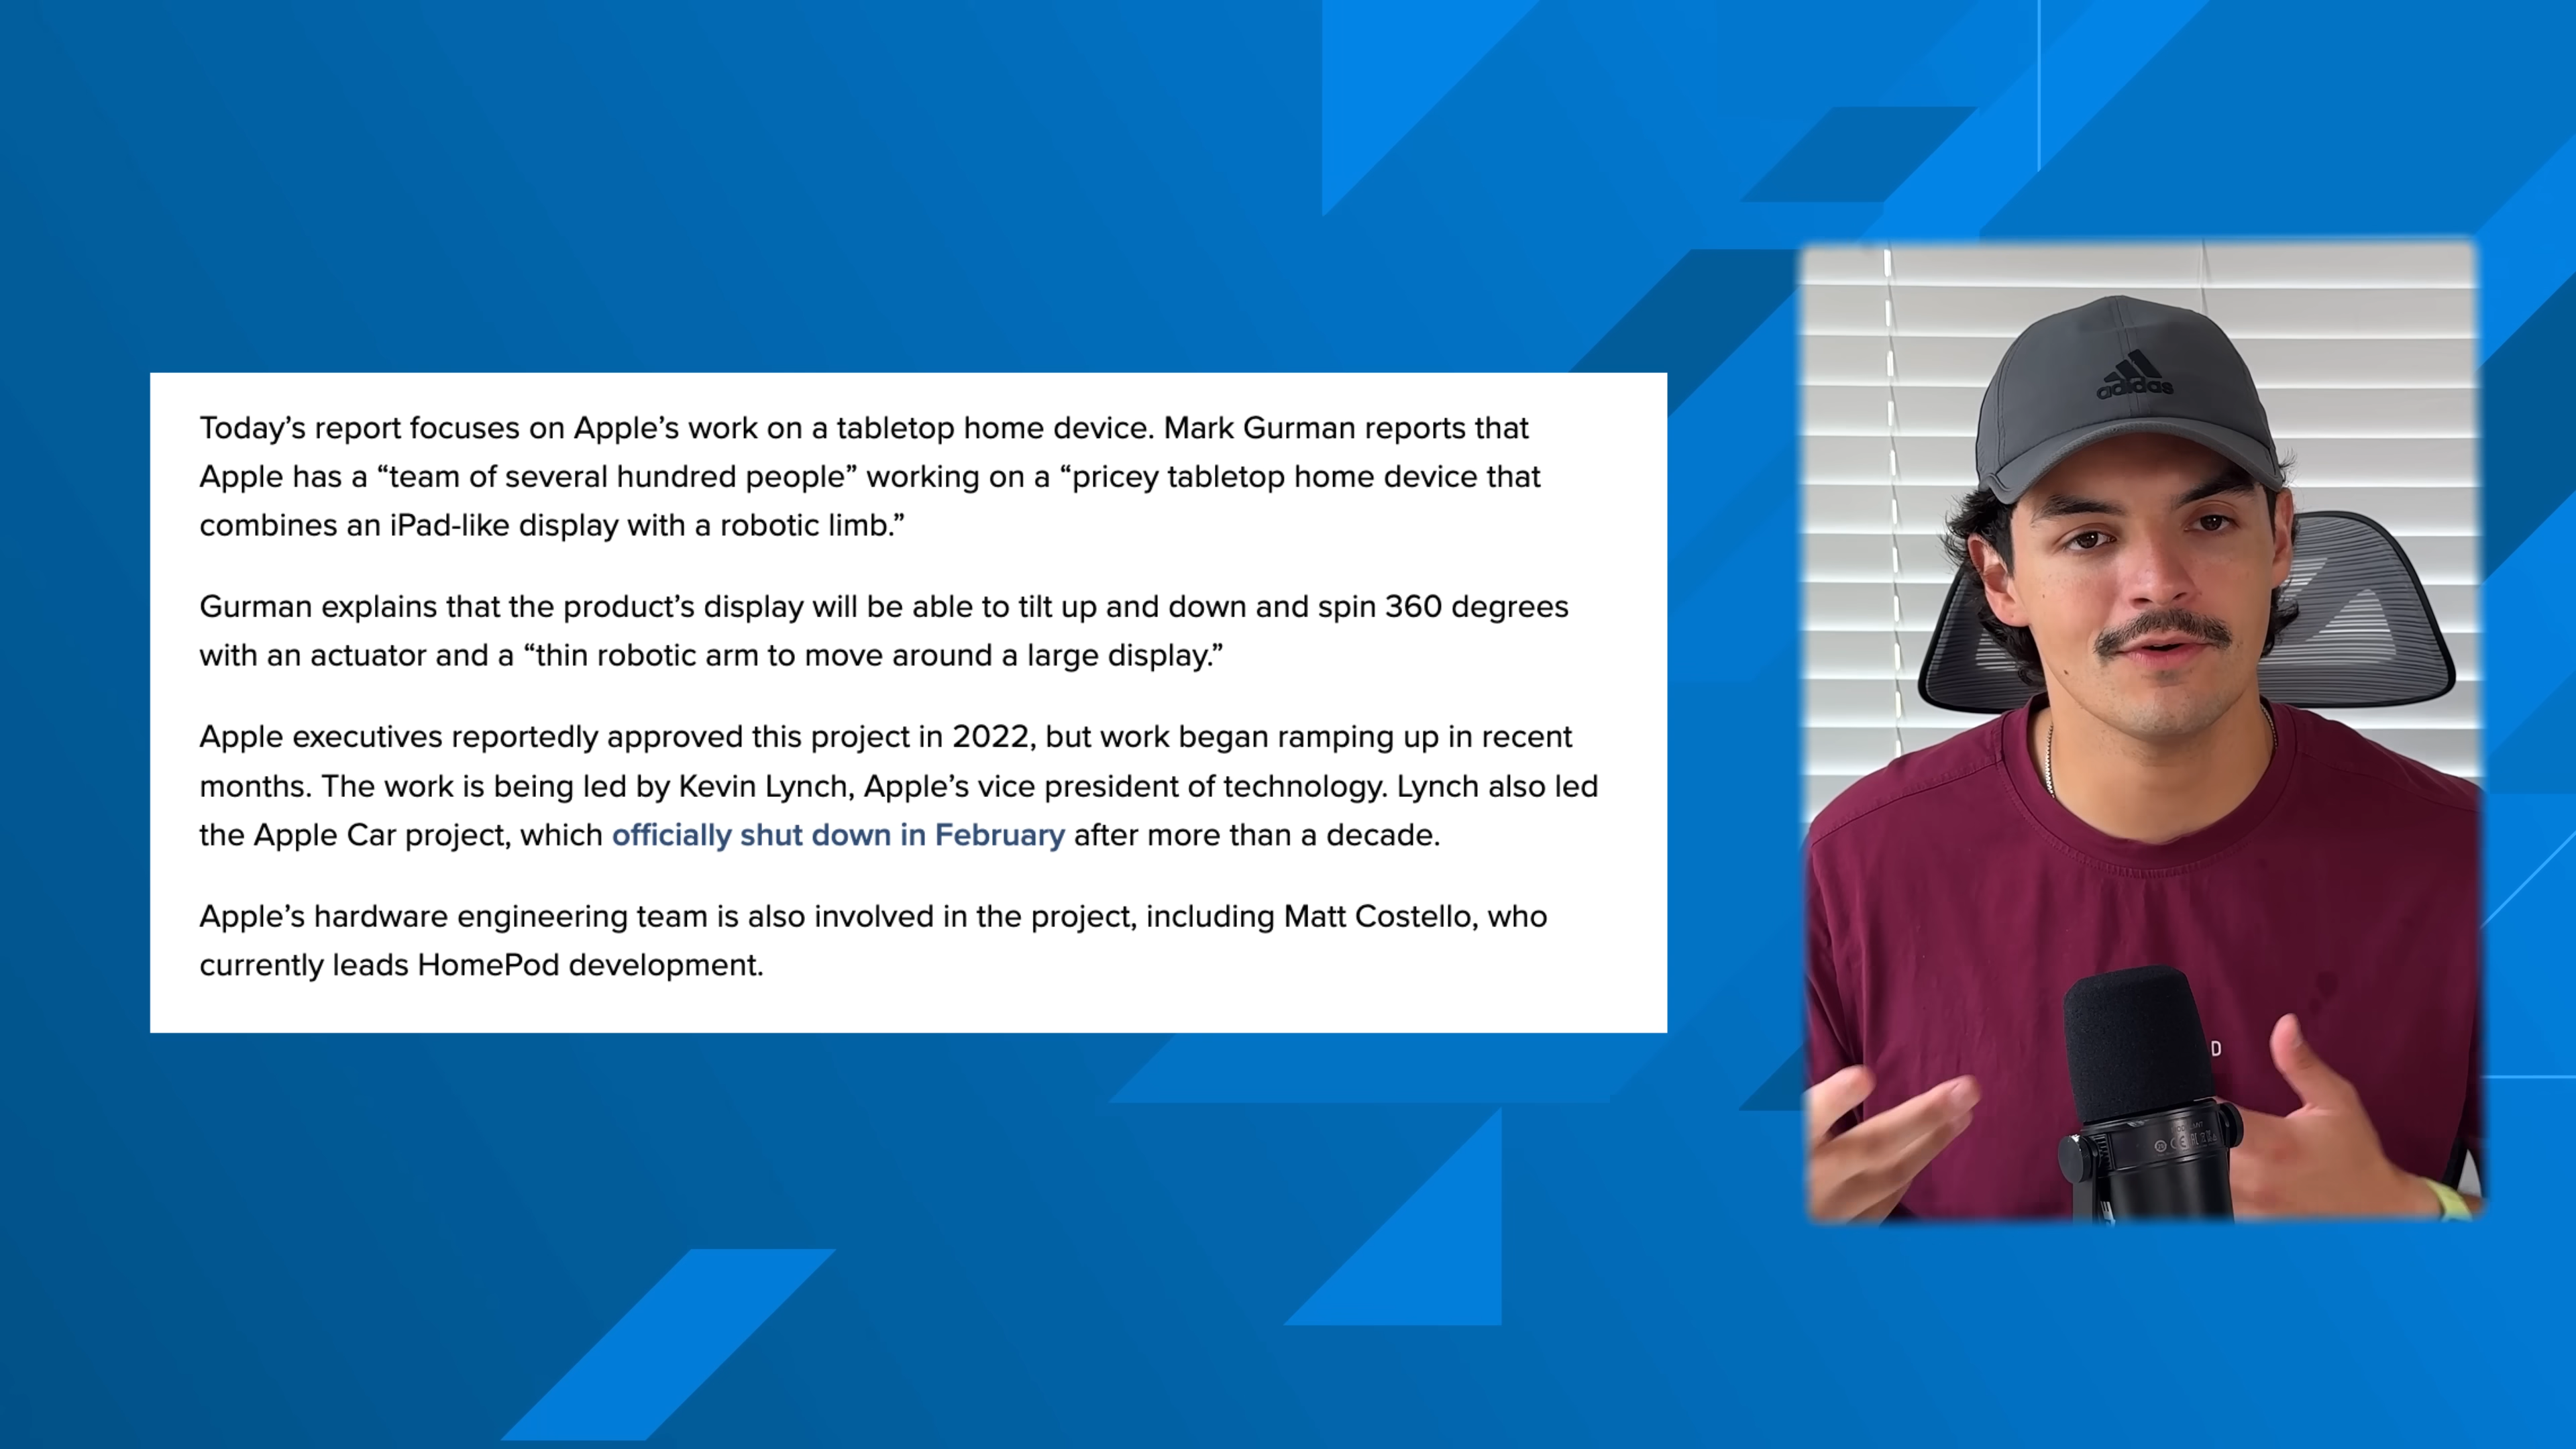 Today’s report focuses on Apple’s work on a tabletop home device. Mark Gurman reports that
Apple has a “team of several hundred people” working on a “pricey tabletop home device that
combines an iPad-like display with a robotic limb.”
Gurman explains that the product’s display will be able to tilt up and down and spin 360 degrees
with an actuator and a “thin robotic arm to move around a large display.”
Apple executives reportedly approved this project in 2022, but work began ramping up in recent
months. The work is being led by Kevin Lynch, Apple’s vice president of technology. Lynch also led
the Apple Car project, which officially shut down in February after more than a decade.
Apple’s hardware engineering team is also involved in the project, including Matt Costello, who
currently leads HomePod development.
adidas
D